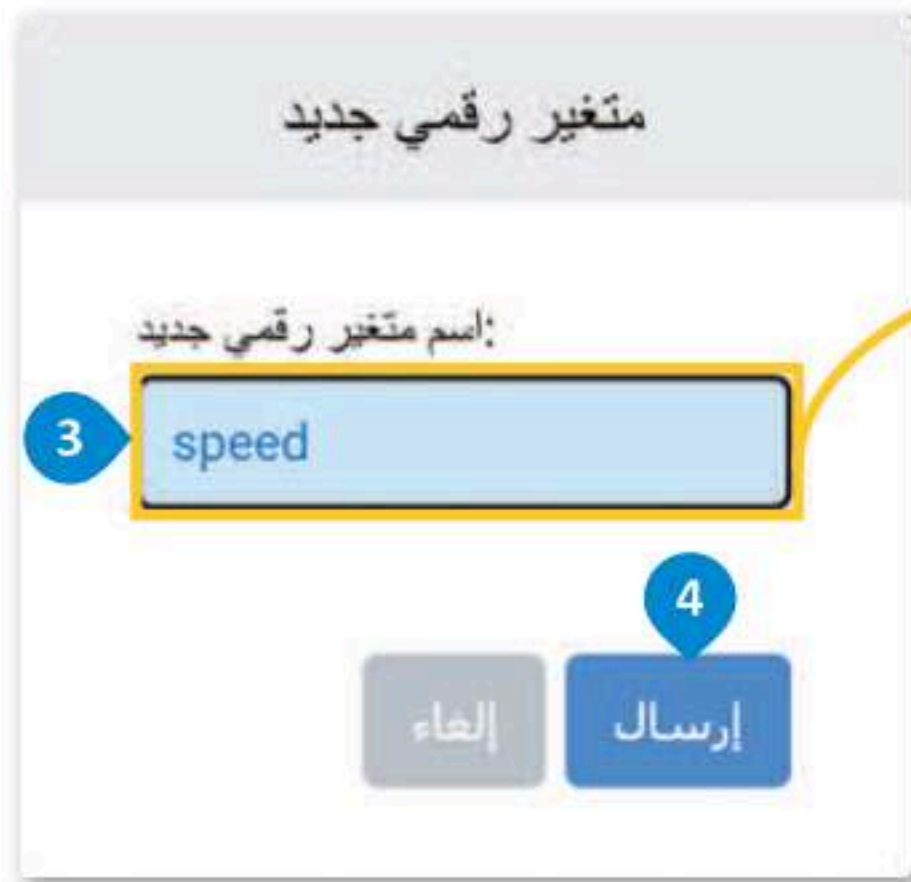 متغير رقمي جديد
اسم متغير رقمي جديد:
3
speed
4
إرسال
إلغاء